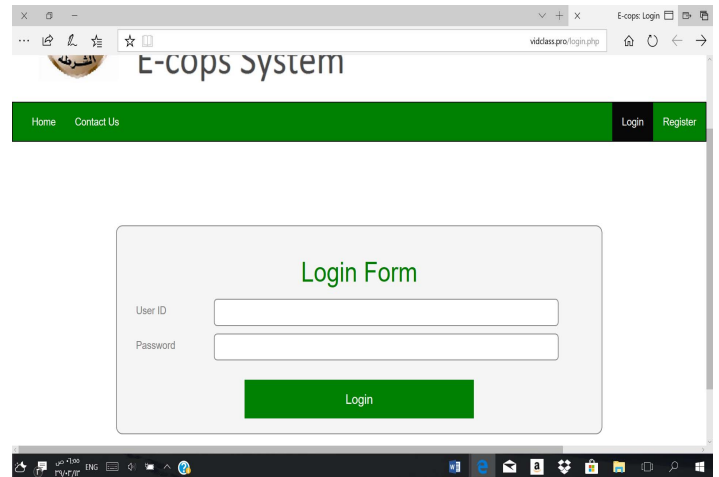 E-cops: Login
vidclass.pro/login.php
الشرطة
E-cops System
Home Contact Us Login Register
Login Form
User ID
Password
Login
ENG